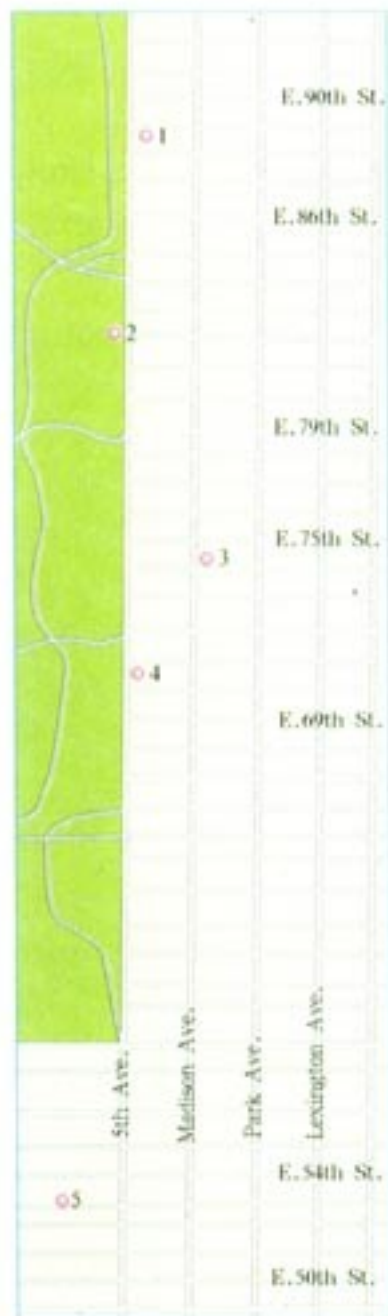 E.90th St.
1
E.86th St.
2
E.79th St.
E.75th St.
3
4
E.69th St.
5th Ave.
Madison Ave.
Park Ave.
Lexington Ave.
E.54th St.
5
E.50th St.